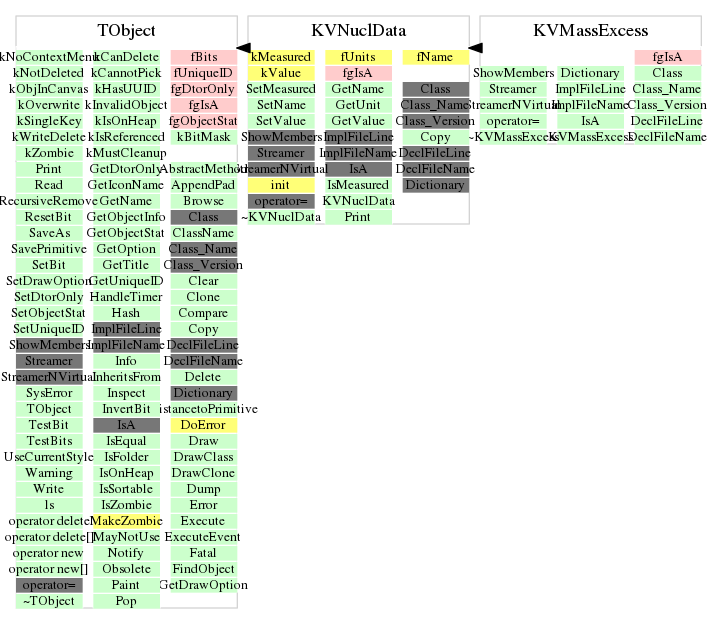 TObject KVNuclData KVMassExcess
kNoContextMenu kCanDelete fBits kMeasured fUnits fName fgIsA
kNotDeleted kCannotPick fUniqueID kValue fgIsA ShowMembers Dictionary Class
kObjInCanvas kHasUUID fgDtorOnly SetMeasured GetName Class Streamer ImplFileLine Class_Name
kOverwrite kInvalidObject fgIsA SetName GetUnit Class_Name StreamerNVirtual ImplFileName Class_Version
kSingleKey kIsOnHeap fgObjectStat SetValue GetValue Class_Version operator= IsA DeclFileLine
kWriteDelete kIsReferenced kBitMask ShowMembers ImplFileLine Copy ~KVMassExcess KVMassExcess DeclFileName
kZombie kMustCleanup Streamer ImplFileName DeclFileLine
Print GetDtorOnly AbstractMethod StreamerNVirtual IsA DeclFileName
Read GetIconName AppendPad init IsMeasured Dictionary
RecursiveRemove GetName Browse operator= KVNuclData
ResetBit GetObjectInfo Class ~KVNuclData Print
SaveAs GetObjectStat ClassName
SavePrimitive GetOption Class_Name
SetBit GetTitle Class_Version
SetDrawOption GetUniqueID Clear
SetDtorOnly HandleTimer Clone
SetObjectStat Hash Compare
SetUniqueID ImplFileLine Copy
ShowMembers ImplFileName DeclFileLine
Streamer Info DeclFileName
StreamerNVirtual InheritsFrom Delete
SysError Inspect Dictionary
TObject InvertBit istancetoPrimitive
TestBit IsA DoError
TestBits IsEqual Draw
UseCurrentStyle IsFolder DrawClass
Warning IsOnHeap DrawClone
Write IsSortable Dump
ls IsZombie Error
operator delete MakeZombie Execute
operator delete[] MayNotUse ExecuteEvent
operator new Notify Fatal
operator new[] Obsolete FindObject
operator= Paint GetDrawOption
~TObject Pop